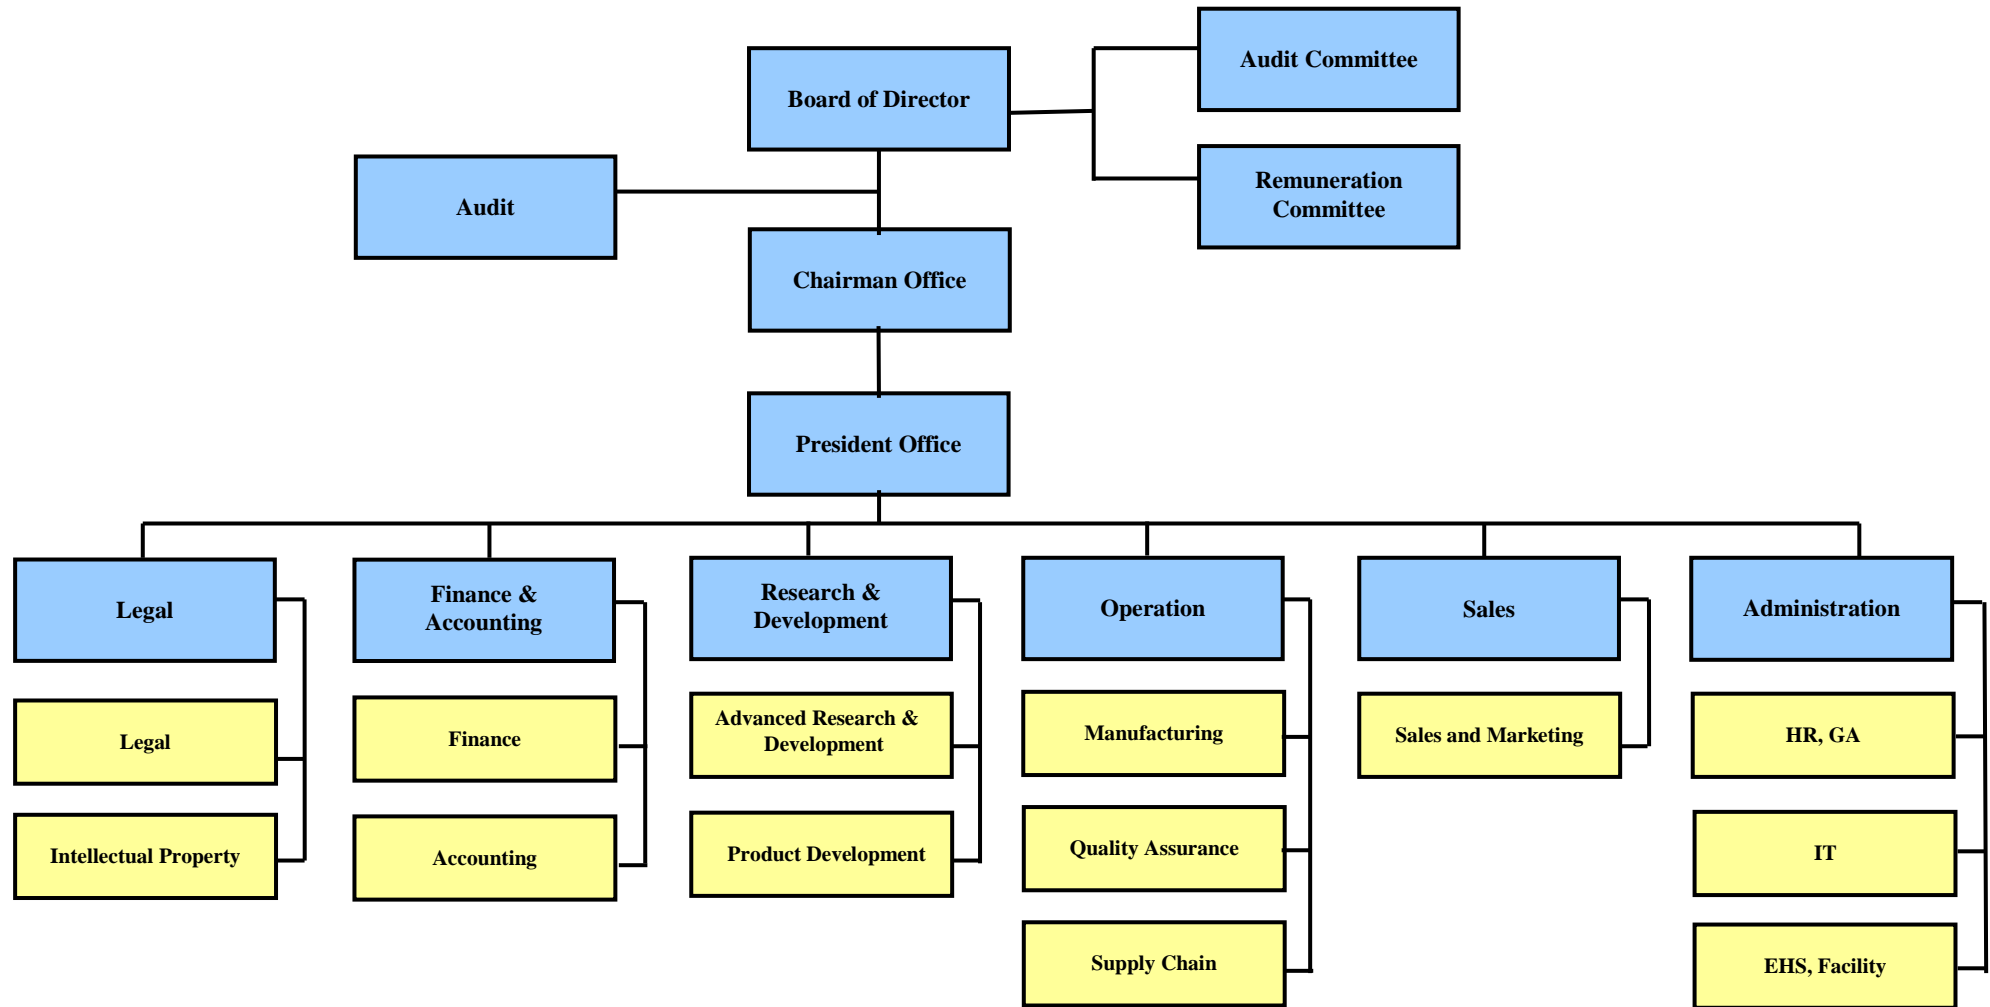 Audit Committee
Board of Director
Remuneration
Committee
Audit
Chairman Office
President Office
Legal
Finance &
Accounting
Research &
Development
Operation
Sales
Administration
Legal
Finance
Advanced Research &
Development
Manufacturing
Sales and Marketing
HR, GA
Intellectual Property
Accounting
Product Development
Quality Assurance
IT
Supply Chain
EHS, Facility